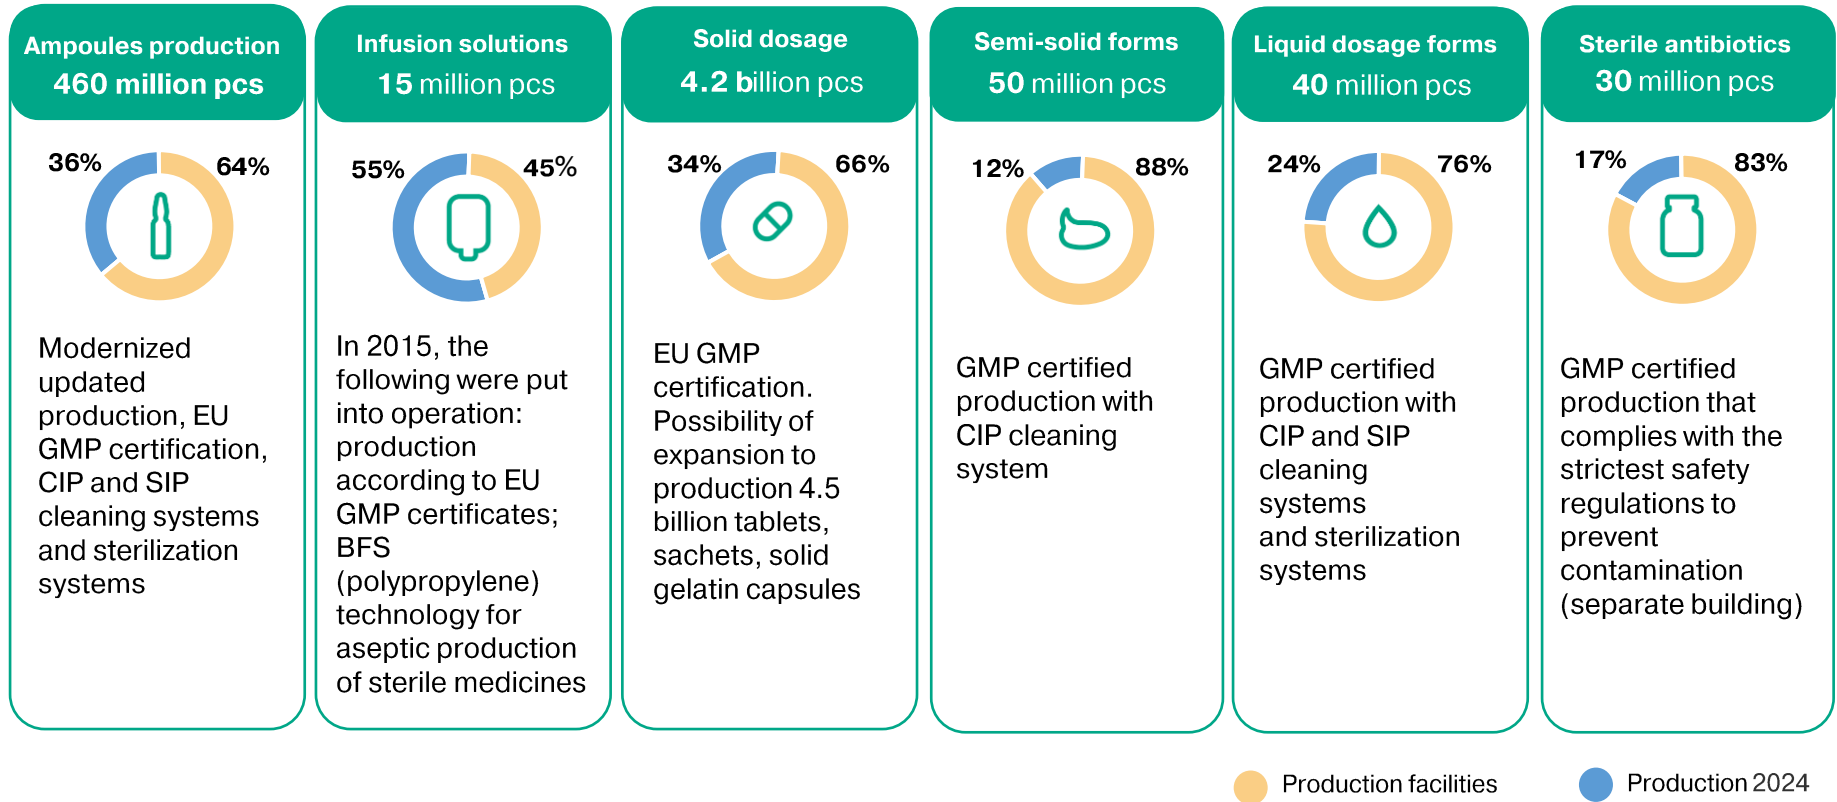 Ampoules production
460 million pcs
36%
64%
Modernized
updated
production, EU
GMP certification,
CIP and SIP
cleaning systems
and sterilization
systems
Infusion solutions
15 million pcs
55%
45%
In 2015, the
following were put
into operation:
production
according to EU
GMP certificates;
BFS
(polypropylene)
technology for
aseptic production
of sterile medicines
Solid dosage
4.2 billion pcs
34%
66%
EU GMP
certification.
Possibility of
expansion to
production 4.5
billion tablets,
sachets, solid
gelatin capsules
Semi-solid forms
50 million pcs
12%
88%
GMP certified
production with
CIP cleaning
system
Liquid dosage forms
40 million pcs
24%
76%
GMP certified
production with
CIP and SIP
cleaning
systems
and sterilization
systems
Sterile antibiotics
30 million pcs
17%
83%
GMP certified
production that
complies with the
strictest safety
regulations to
prevent
contamination
(separate building)
Production facilities
Production 2024